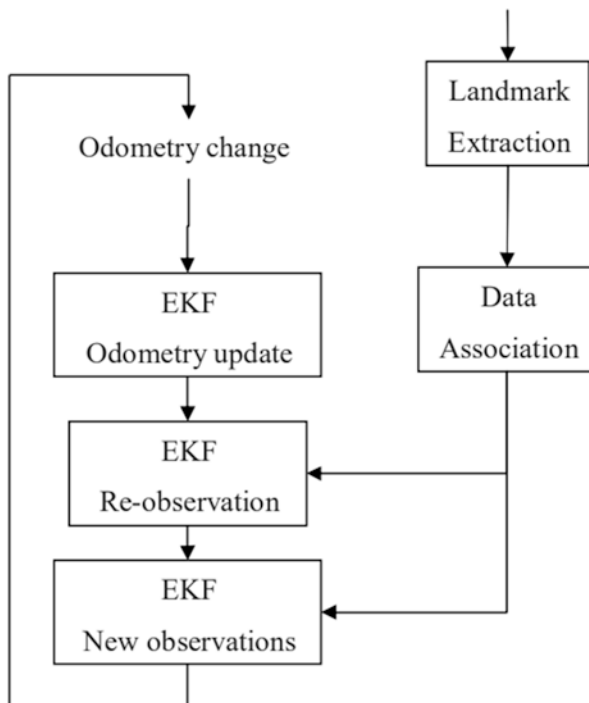 Landmark
Extraction
Odometry change
EKF
Odometry update
Data
Association
EKF
Re-observation
EKF
New observations